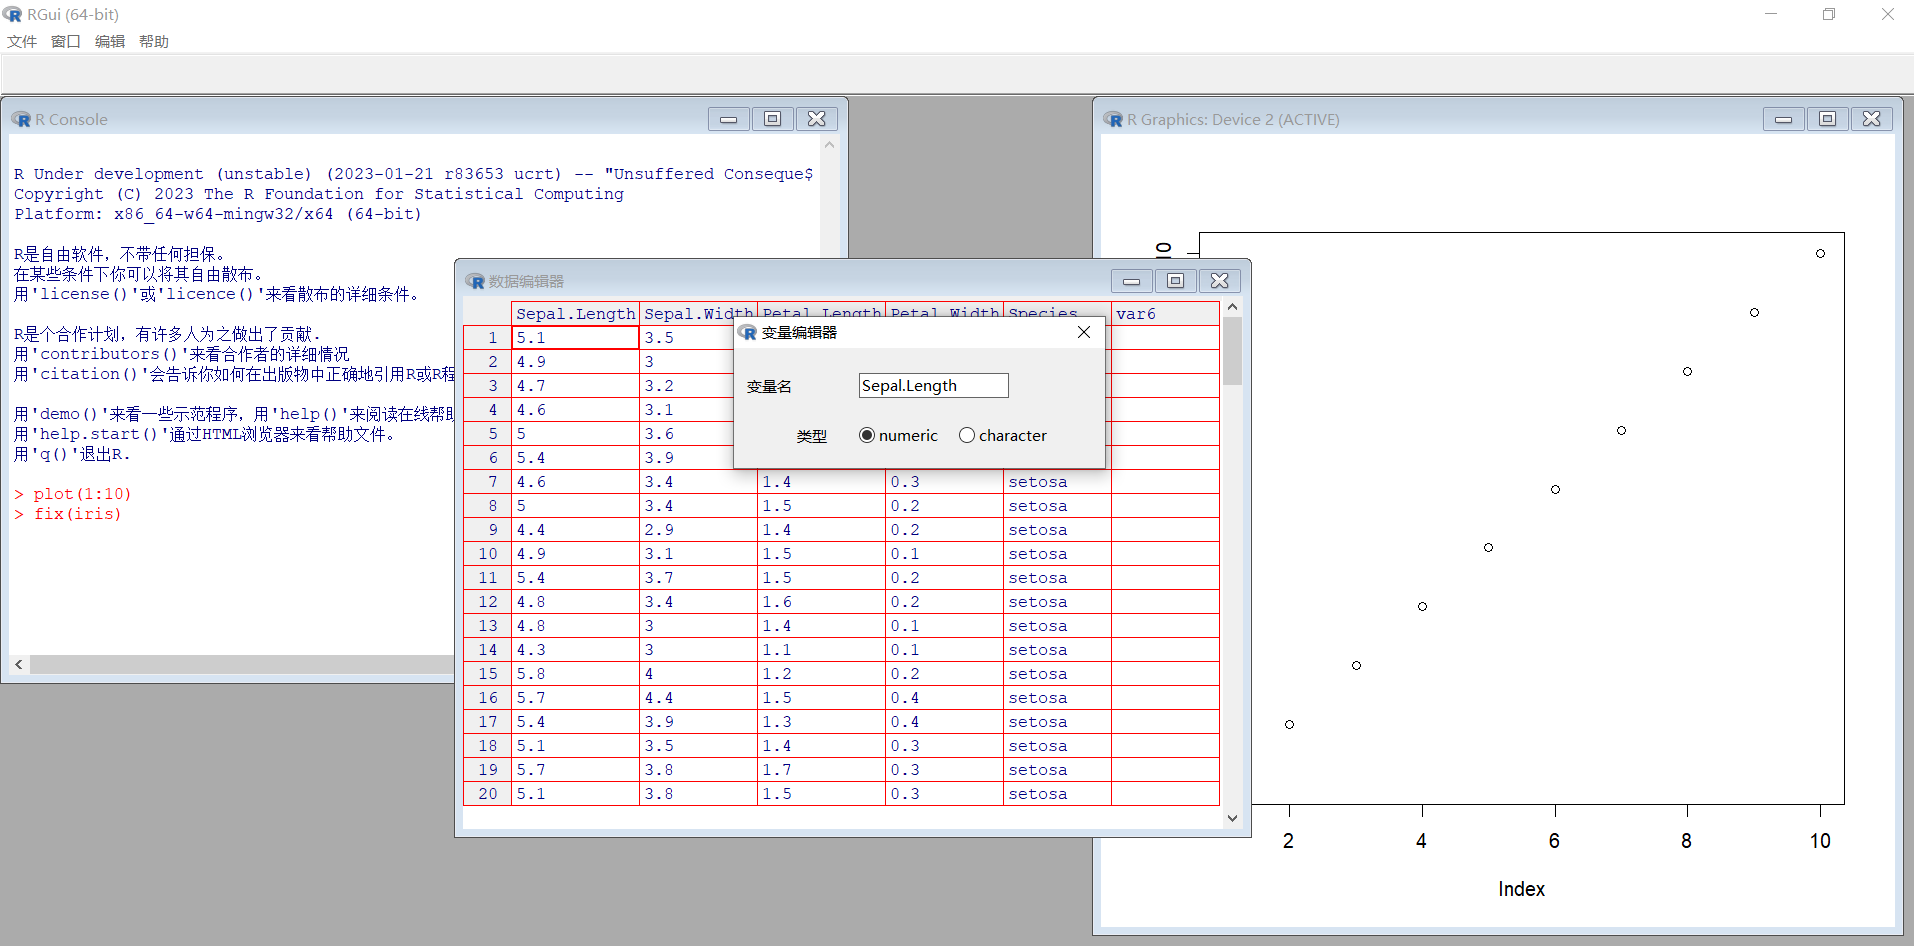 RGui (64-bit)
文件 窗口 编辑 帮助
R Console
R Under development (unstable) (2023-01-21 r83653 ucrt) -- "Unsuffered Conseque$
Copyright (C) 2023 The R Foundation for Statistical Computing
Platform: x86_64-w64-mingw32/x64 (64-bit)
R是自由软件，不带任何担保。
在某些条件下你可以将其自由散布。
用'license()'或'licence()'来看散布的详细条件。
R是个合作计划，有许多人为之做出了贡献.
用'contributors()'来看合作者的详细情况
用'citation()'会告诉你如何在出版物中正确地引用R或R程
用'demo()'来看一些示范程序，用'help()'来阅读在线帮助
用'help.start()'通过HTML浏览器来看帮助文件。
用'q()'退出R.
> plot(1:10)
> fix(iris)
数据编辑器
Sepal.Length Sepal.Width Petal.Length Petal.Width Species var6
1 5.1 3.5
2 4.9 3
3 4.7 3.2
4 4.6 3.1
5 5 3.6
6 5.4 3.9
7 4.6 3.4 1.4 0.3 setosa
8 5 3.4 1.5 0.2 setosa
9 4.4 2.9 1.4 0.2 setosa
10 4.9 3.1 1.5 0.1 setosa
11 5.4 3.7 1.5 0.2 setosa
12 4.8 3.4 1.6 0.2 setosa
13 4.8 3 1.4 0.1 setosa
14 4.3 3 1.1 0.1 setosa
15 5.8 4 1.2 0.2 setosa
16 5.7 4.4 1.5 0.4 setosa
17 5.4 3.9 1.3 0.4 setosa
18 5.1 3.5 1.4 0.3 setosa
19 5.7 3.8 1.7 0.3 setosa
20 5.1 3.8 1.5 0.3 setosa
变量编辑器
变量名 Sepal.Length
类型 numeric character
R Graphics: Device 2 (ACTIVE)
10
2 4 6 8 10
Index